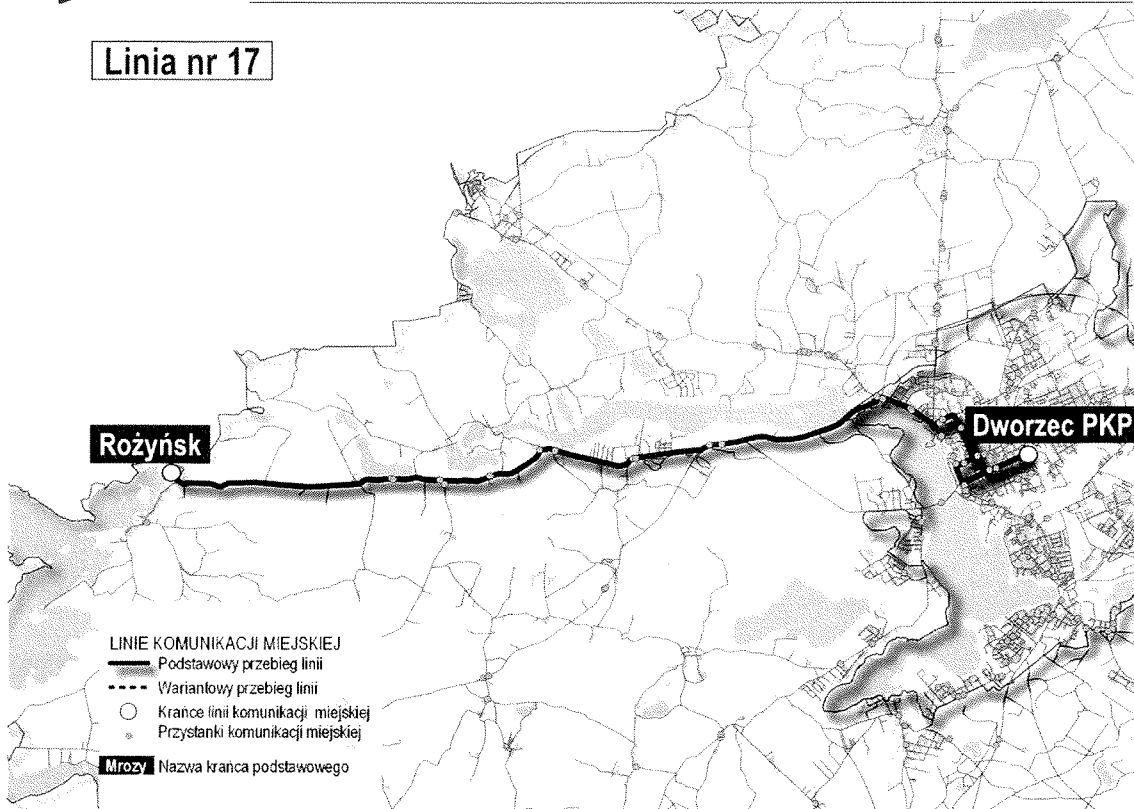 Linia nr 17
Rożyńsk
Dworzec PKP
LINIE KOMUNIKACJI MIEJSKIEJ
Podstawowy przebieg linii
Wariantowy przebieg linii
Krańce linii komunikacji miejskiej
Przystanki komunikacji miejskiej
Mrozy Nazwa krańca podstawowego